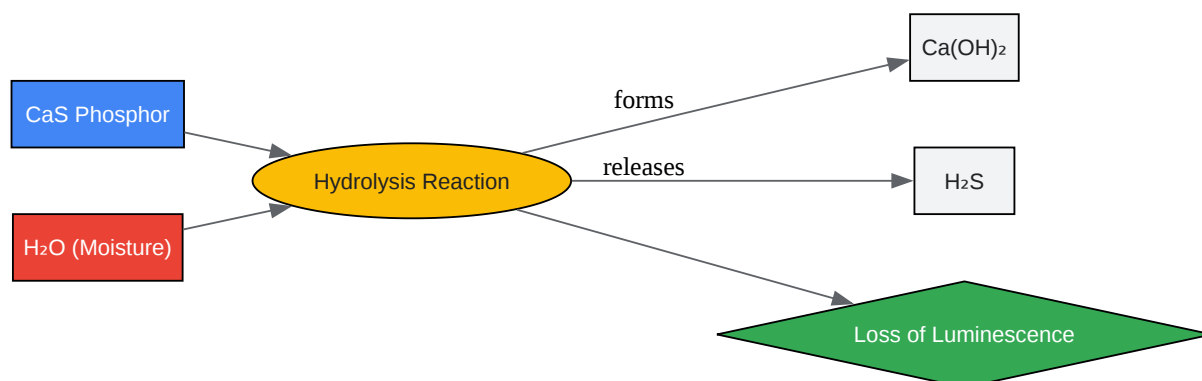 CaS Phosphor
H₂O (Moisture)
Hydrolysis Reaction
forms
releases
Ca(OH)₂
H₂S
Loss of Luminescence